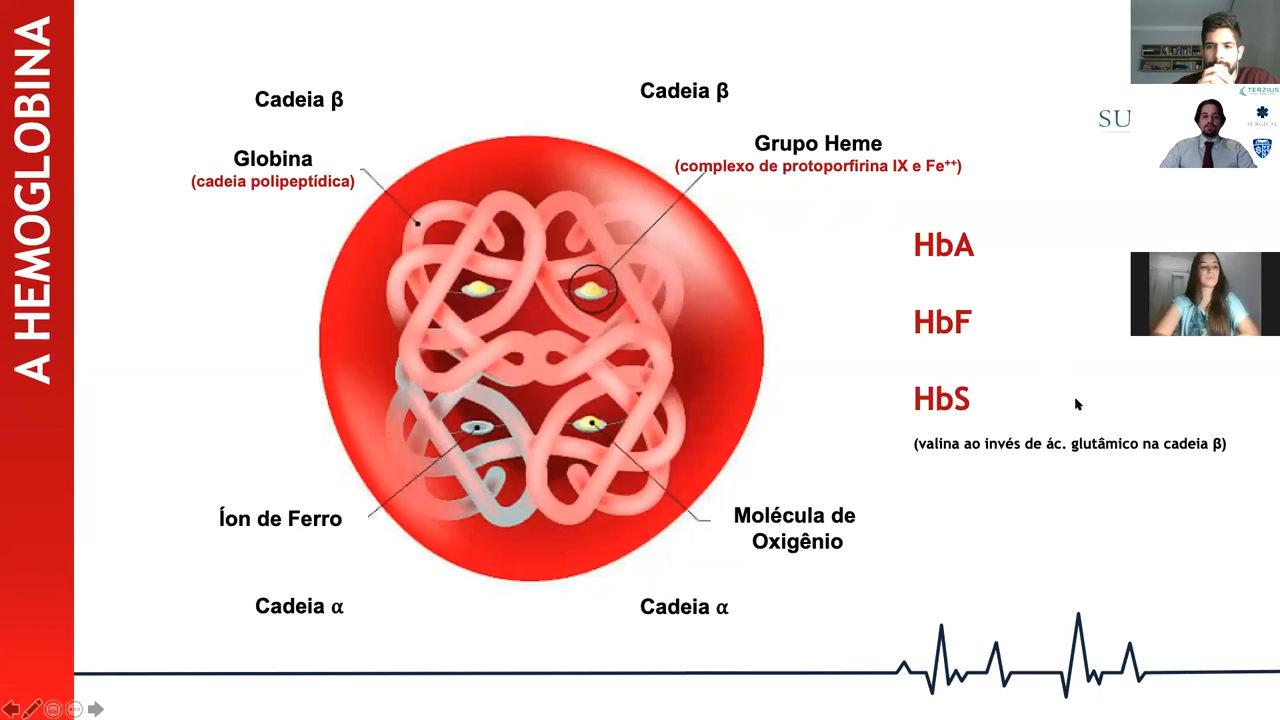 A HEMOGLOBINA
Cadeia β
Cadeia β
Globina
(cadeia polipeptídica)
Grupo Heme
(complexo de protoporfirina IX e Fe⁺⁺)
HbA
HbF
HbS
(valina ao invés de ác. glutâmico na cadeia β)
Íon de Ferro
Molécula de
Oxigênio
Cadeia α
Cadeia α
TERZIUS
SU